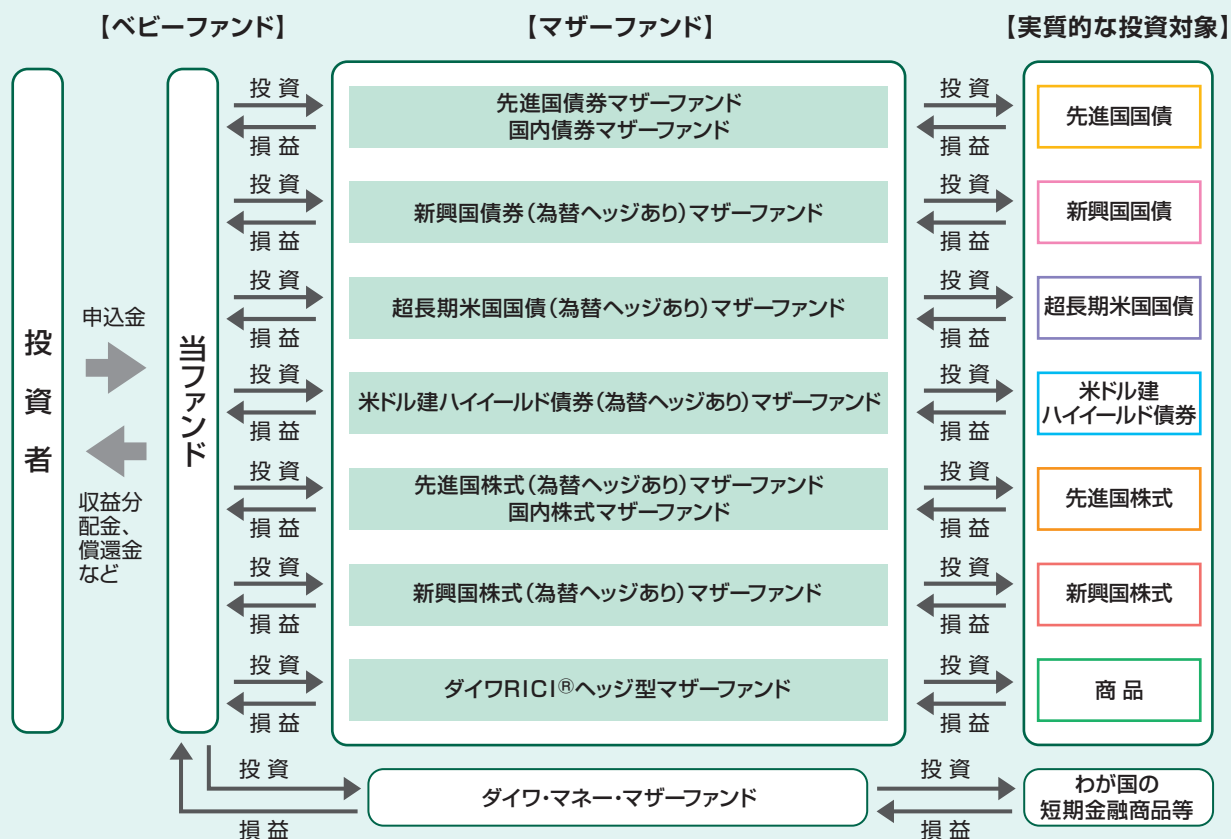 【ベビーファンド】
【マザーファンド】
【実質的な投資対象】
投資者
申込金
収益分
配金、
償還金
など
当ファンド
投資
損益
先進国債券マザーファンド
国内債券マザーファンド
投資
損益
先進国国債
投資
損益
新興国債券(為替ヘッジあり)マザーファンド
投資
損益
新興国国債
投資
損益
超長期米国国債(為替ヘッジあり)マザーファンド
投資
損益
超長期米国国債
投資
損益
米ドル建ハイイールド債券(為替ヘッジあり)マザーファンド
投資
損益
米ドル建
ハイイールド債券
投資
損益
先進国株式(為替ヘッジあり)マザーファンド
国内株式マザーファンド
投資
損益
先進国株式
投資
損益
新興国株式(為替ヘッジあり)マザーファンド
投資
損益
新興国株式
投資
損益
ダイワRICI®ヘッジ型マザーファンド
投資
損益
商品
投資
損益
ダイワ・マネー・マザーファンド
投資
損益
わが国の
短期金融商品等